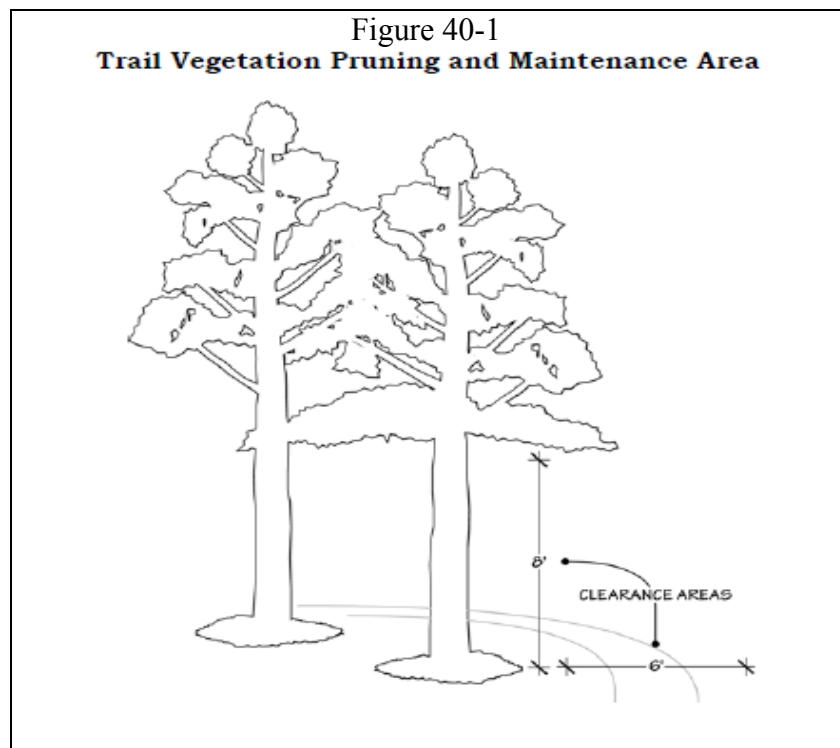 Figure 40-1
Trail Vegetation Pruning and Maintenance Area
8'
CLEARANCE AREAS
6'